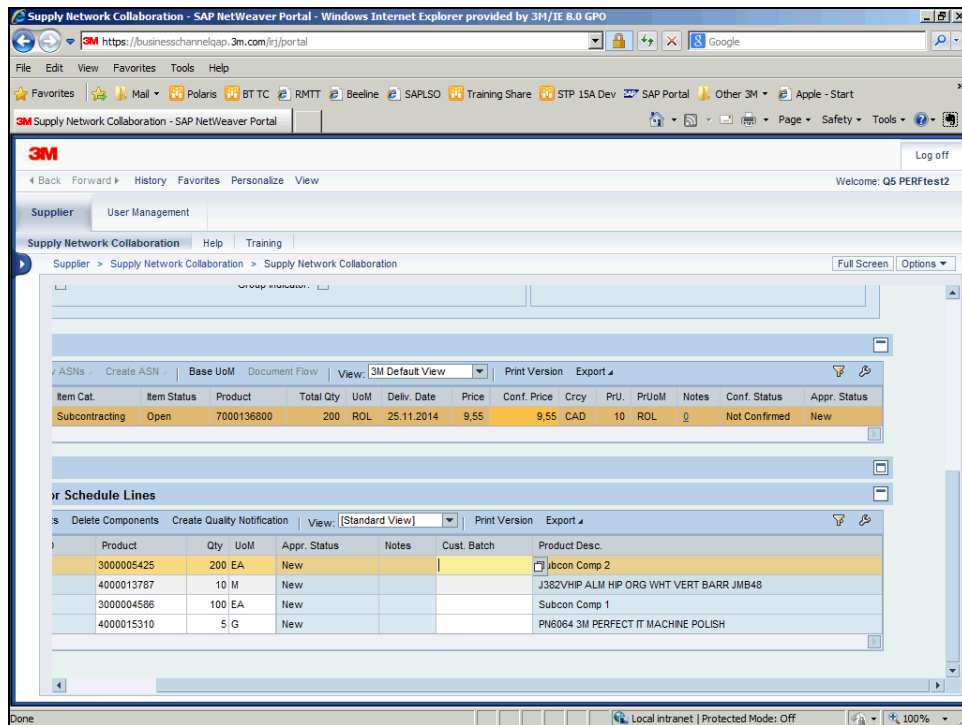 Supply Network Collaboration - SAP NetWeaver Portal - Windows Internet Explorer provided by 3M/IE 8.0 GPO
3M https://businesschannelqap.3m.com/irj/portal
Google
File Edit View Favorites Tools Help
Favorites Mail Polaris BT TC RMTT Beeline SAPLSO Training Share STP 15A Dev SAP Portal Other 3M Apple - Start
3M Supply Network Collaboration - SAP NetWeaver Portal
Page Safety Tools
3M
Log off
Back Forward History Favorites Personalize View
Welcome: Q5 PERFtest2
Supplier User Management
Supply Network Collaboration Help Training
Supplier > Supply Network Collaboration > Supply Network Collaboration
Full Screen Options
ASNs Create ASN Base UoM Document Flow View: 3M Default View Print Version Export
Item Cat. Item Status Product Total Qty UoM Deliv. Date Price Conf. Price Crcy PrU. PrUoM Notes Conf. Status Appr. Status
Subcontracting Open 7000136800 200 ROL 25.11.2014 9,55 9,55 CAD 10 ROL 0 Not Confirmed New
or Schedule Lines
Delete Components Create Quality Notification View: [Standard View] Print Version Export
Product Qty UoM Appr. Status Notes Cust. Batch Product Desc.
3000005425 200 EA New ubcon Comp 2
4000013787 10 M New J382VHIP ALM HIP ORG WHT VERT BARR JMB48
3000004586 100 EA New Subcon Comp 1
4000015310 5 G New PN6064 3M PERFECT IT MACHINE POLISH
Done
Local intranet | Protected Mode: Off
100%